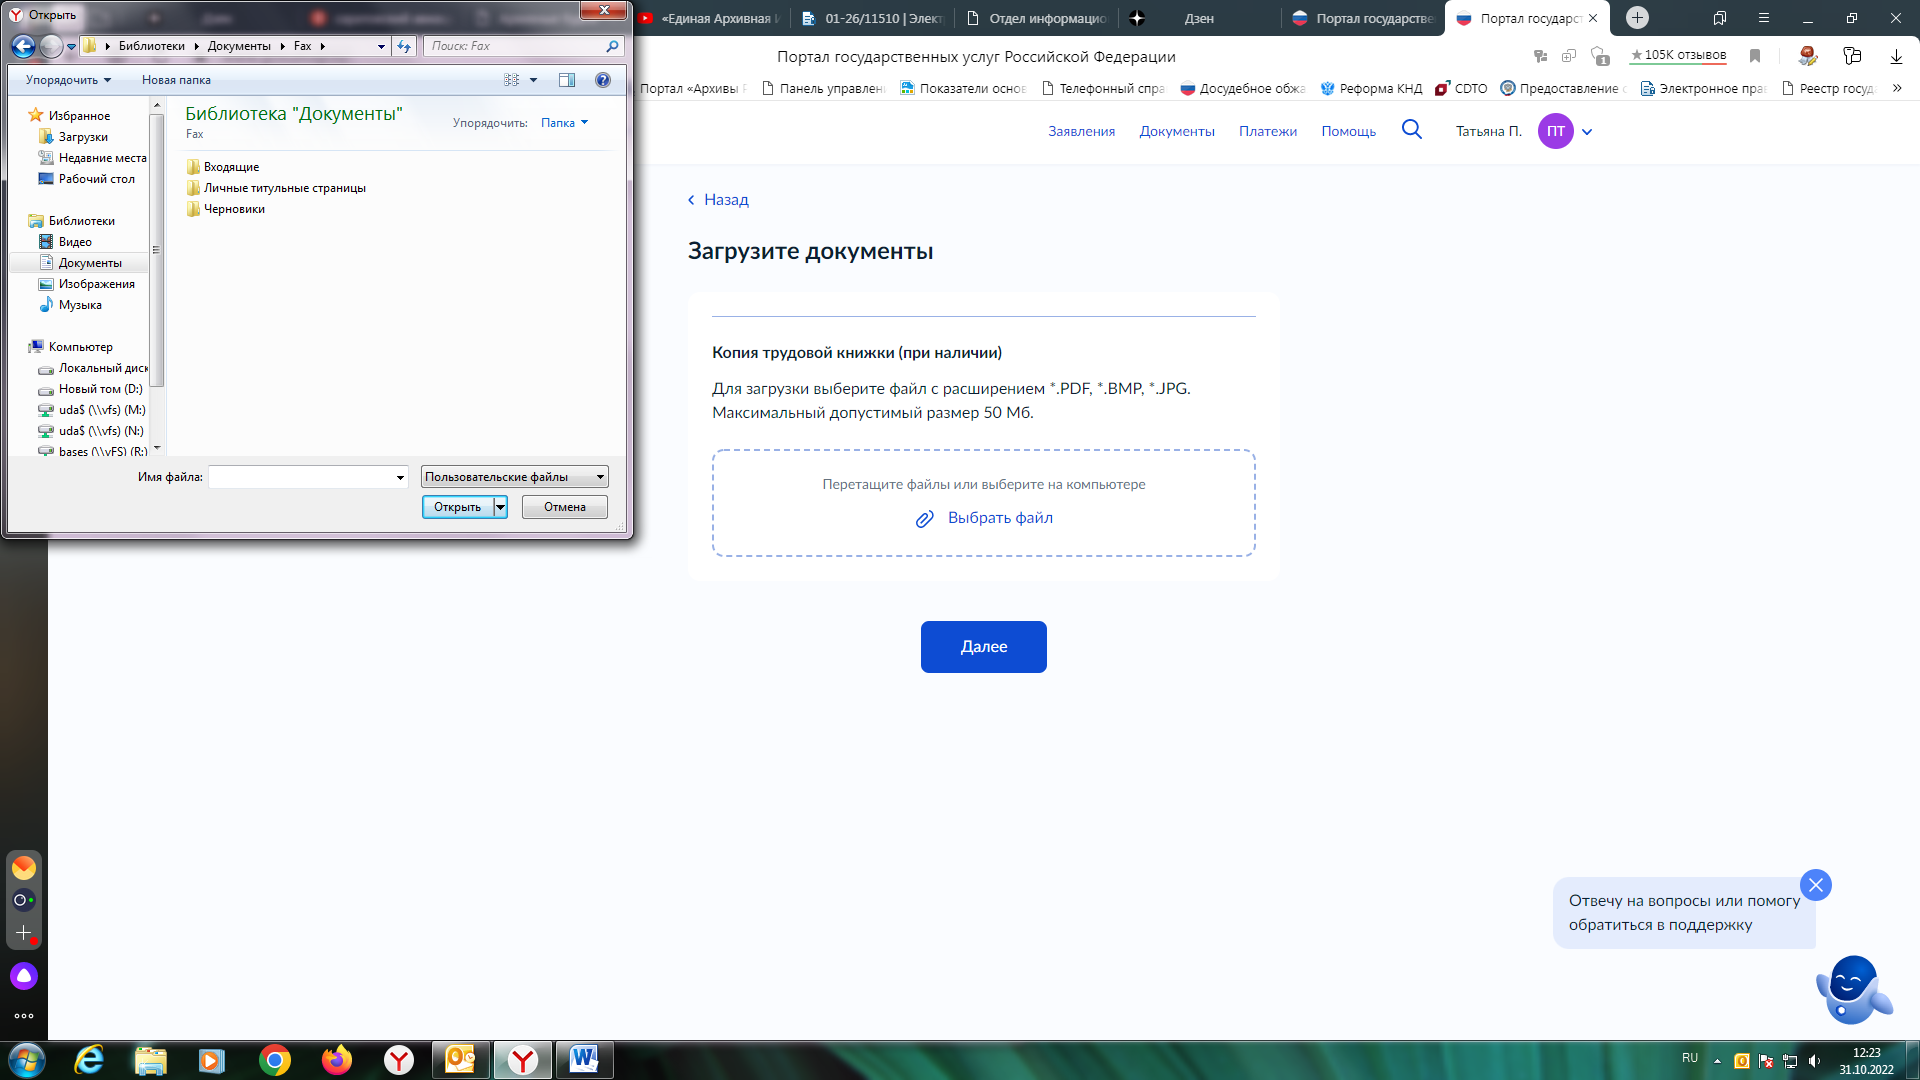 Открыть
Библиотеки
Документы
Fax
Поиск: Fax
Упорядочить
Новая папка
Избранное
Загрузки
Недавние места
Рабочий стол
Библиотеки
Видео
Документы
Изображения
Музыка
Компьютер
Локальный диск
Новый том (D:)
uda$ (\\vfs) (M:)
uda$ (\\vfs) (N:)
bases (\\vFS) (R:)
Библиотека "Документы"
Fax
Упорядочить:
Папка
Входящие
Личные титульные страницы
Черновики
Имя файла:
Пользовательские файлы
Открыть
Отмена
«Единая Архивная И
01-26/11510 | Элект
Отдел информацио
Дзен
Портал государстве
Портал государст
Портал государственных услуг Российской Федерации
1
105K отзывов
Портал «Архивы
Панель управлени
Показатели основ
Телефонный спра
Досудебное обжа
Реформа КНД
CDTO
Предоставление
Электронное пра
Реестр госуд
»
Заявления
Документы
Платежи
Помощь
Татьяна П.
ПТ
Назад
Загрузите документы
Копия трудовой книжки (при наличии)
Для загрузки выберите файл с расширением *.PDF, *.BMP, *.JPG.
Максимальный допустимый размер 50 Мб.
Перетащите файлы или выберите на компьютере
Выбрать файл
Далее
Отвечу на вопросы или помогу
обратиться в поддержку
RU
12:23
31.10.2022